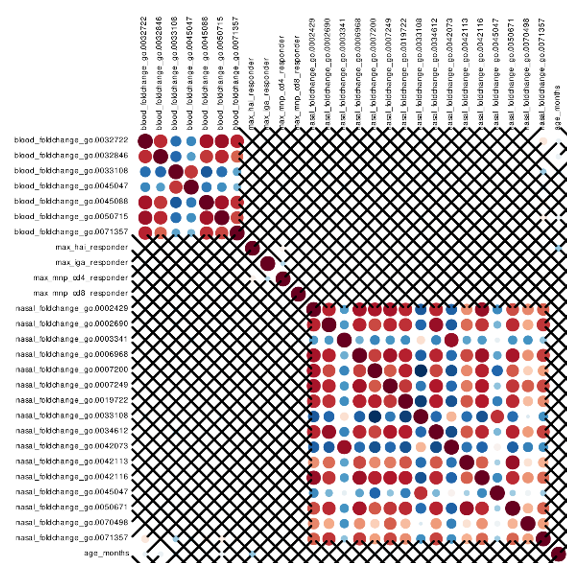 blood_foldchange_go.0032722
blood_foldchange_go.0032846
blood_foldchange_go.0033108
blood_foldchange_go.0045047
blood_foldchange_go.0045088
blood_foldchange_go.0050715
blood_foldchange_go.0071357
max_hai_responder
max_iga_responder
max_mnp_cd4_responder
max_mnp_cd8_responder
nasal_foldchange_go.0002429
nasal_foldchange_go.0002690
nasal_foldchange_go.0003341
nasal_foldchange_go.0006968
nasal_foldchange_go.0007200
nasal_foldchange_go.0007249
nasal_foldchange_go.0019722
nasal_foldchange_go.0033108
nasal_foldchange_go.0034612
nasal_foldchange_go.0042073
nasal_foldchange_go.0042113
nasal_foldchange_go.0042116
nasal_foldchange_go.0045047
nasal_foldchange_go.0050671
nasal_foldchange_go.0070498
nasal_foldchange_go.0071357
age_months
blood_foldchange_go.0032722
blood_foldchange_go.0032846
blood_foldchange_go.0033108
blood_foldchange_go.0045047
blood_foldchange_go.0045088
blood_foldchange_go.0050715
blood_foldchange_go.0071357
max_hai_responder
max_iga_responder
max_mnp_cd4_responder
max_mnp_cd8_responder
nasal_foldchange_go.0002429
nasal_foldchange_go.0002690
nasal_foldchange_go.0003341
nasal_foldchange_go.0006968
nasal_foldchange_go.0007200
nasal_foldchange_go.0007249
nasal_foldchange_go.0019722
nasal_foldchange_go.0033108
nasal_foldchange_go.0034612
nasal_foldchange_go.0042073
nasal_foldchange_go.0042113
nasal_foldchange_go.0042116
nasal_foldchange_go.0045047
nasal_foldchange_go.0050671
nasal_foldchange_go.0070498
nasal_foldchange_go.0071357
age_months